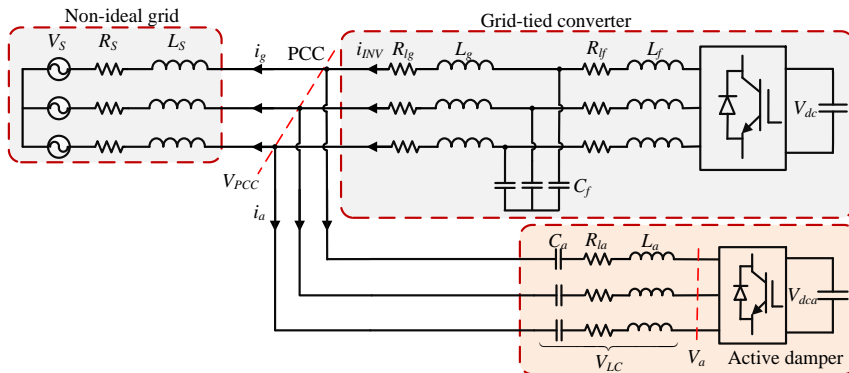 Non-ideal grid
Grid-tied converter
V_S R_S L_S
i_g PCC i_INV R_lg L_g R_lf L_f
V_dc
V_PCC
C_f
i_a
C_a R_la L_a
V_dca
V_LC V_a Active damper